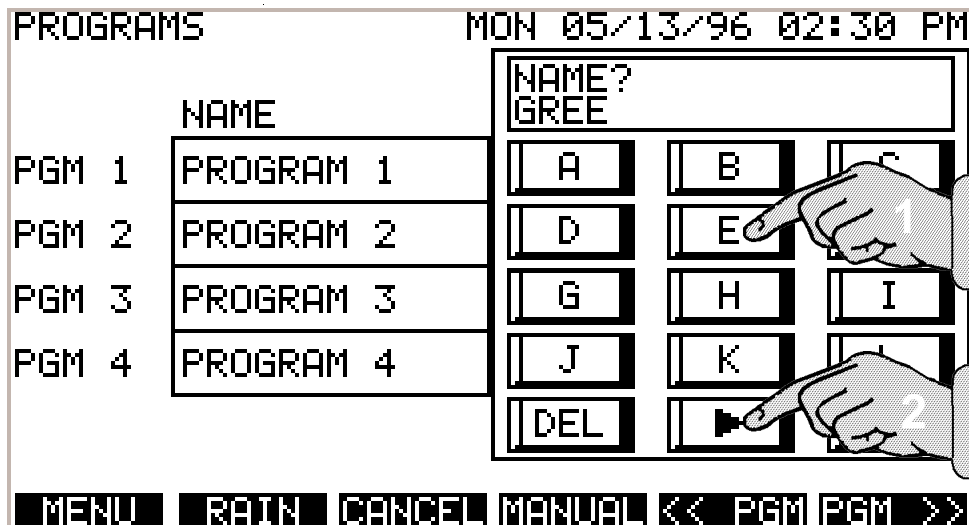 PROGRAMS MON 05/13/96 02:30 PM
NAME?
GREE
NAME
A B
PGM 1 PROGRAM 1
1
D E
PGM 2 PROGRAM 2
G H I
PGM 3 PROGRAM 3
J K
PGM 4 PROGRAM 4
2
DEL ▶
MENU RAIN CANCEL MANUAL << PGM PGM >>